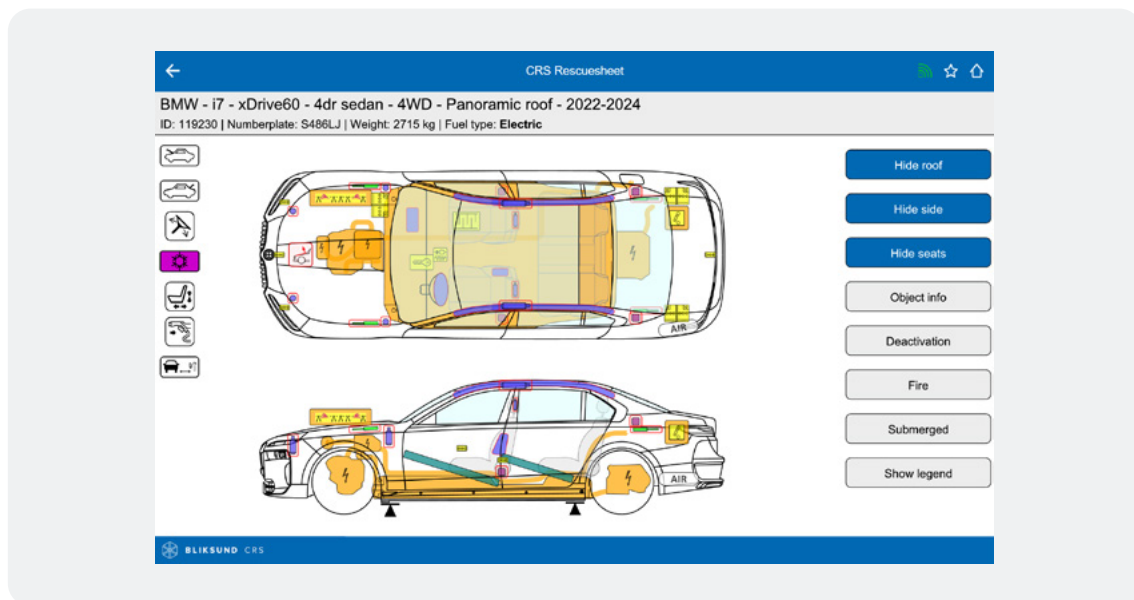 CRS Rescuesheet
BMW - i7 - xDrive60 - 4dr sedan - 4WD - Panoramic roof - 2022-2024
ID: 119230 | Numberplate: S486LJ | Weight: 2715 kg | Fuel type: Electric
Hide roof
Hide side
Hide seats
Object info
Deactivation
Fire
Submerged
Show legend
AIR
AIR
BLIKSUND CRS